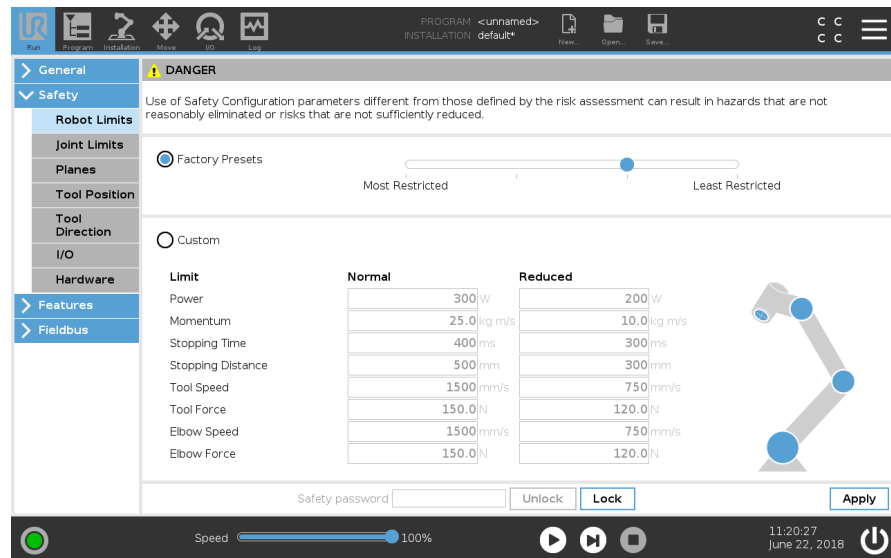 UR
Run
Program
Installation
Move
I/O
Log
PROGRAM <unnamed>
INSTALLATION default*
New...
Open...
Save...
C C
C C
General
Safety
Robot Limits
Joint Limits
Planes
Tool Position
Tool
Direction
I/O
Hardware
Features
Fieldbus
DANGER
Use of Safety Configuration parameters different from those defined by the risk assessment can result in hazards that are not
reasonably eliminated or risks that are not sufficiently reduced.
Factory Presets
Most Restricted Least Restricted
Custom
Limit Normal Reduced
Power 300 W 200 W
Momentum 25.0 kg m/s 10.0 kg m/s
Stopping Time 400 ms 300 ms
Stopping Distance 500 mm 300 mm
Tool Speed 1500 mm/s 750 mm/s
Tool Force 150.0 N 120.0 N
Elbow Speed 1500 mm/s 750 mm/s
Elbow Force 150.0 N 120.0 N
Safety password Unlock Lock Apply
Speed 100%
11:20:27
June 22, 2018